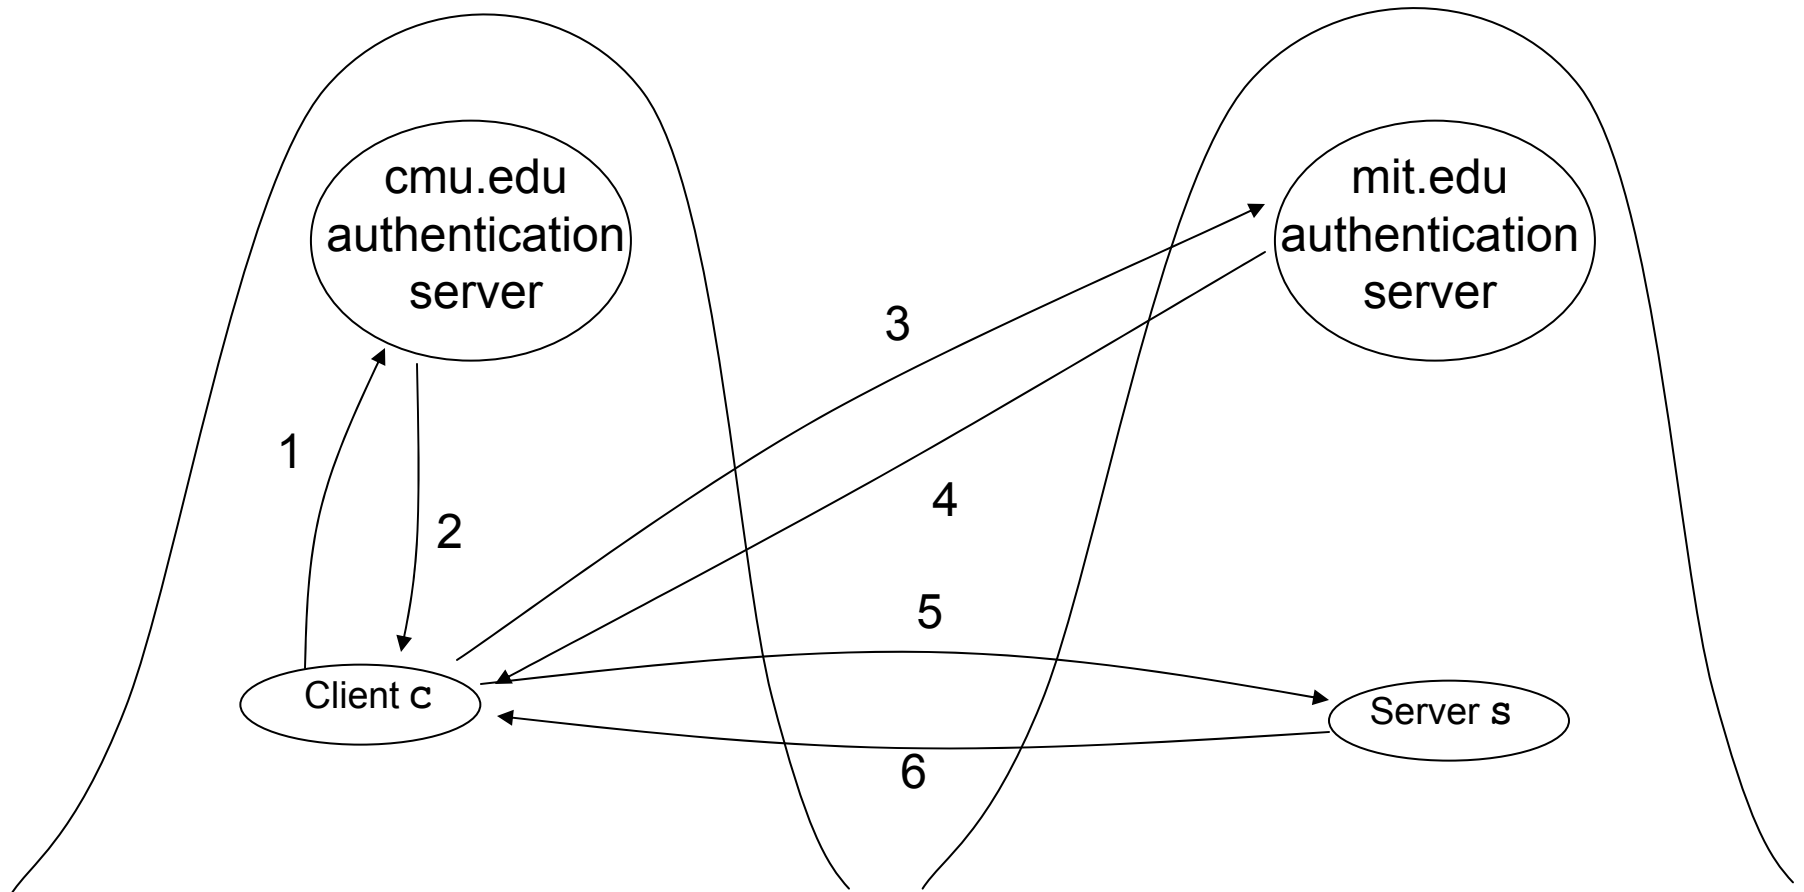 cmu.edu
authentication
server
mit.edu
authentication
server
3
1
4
2
5
Client C
Server S
6